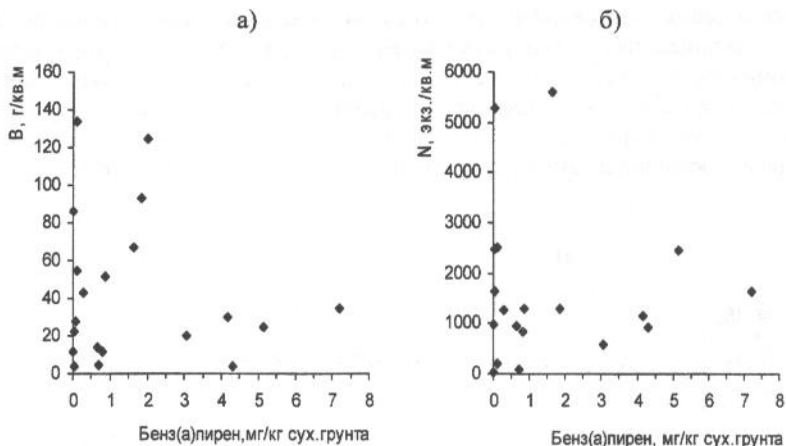 а)
б)
В, г/кв.м
160
140
120
100
80
60
40
20
0
0 1 2 3 4 5 6 7 8
Бенз(а)пирен,мг/кг сух.грунта
N, экз./кв.м
6000
5000
4000
3000
2000
1000
0
0 1 2 3 4 5 6 7 8
Бенз(а)пирен, мг/кг сух.грунта